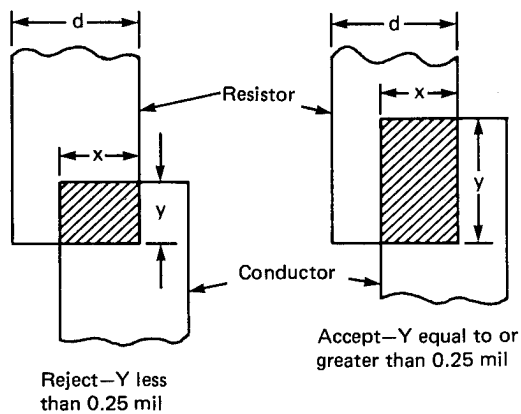 d
d
Resistor
x
x
y
y
Conductor
Accept—Y equal to or
greater than 0.25 mil
Reject—Y less
than 0.25 mil